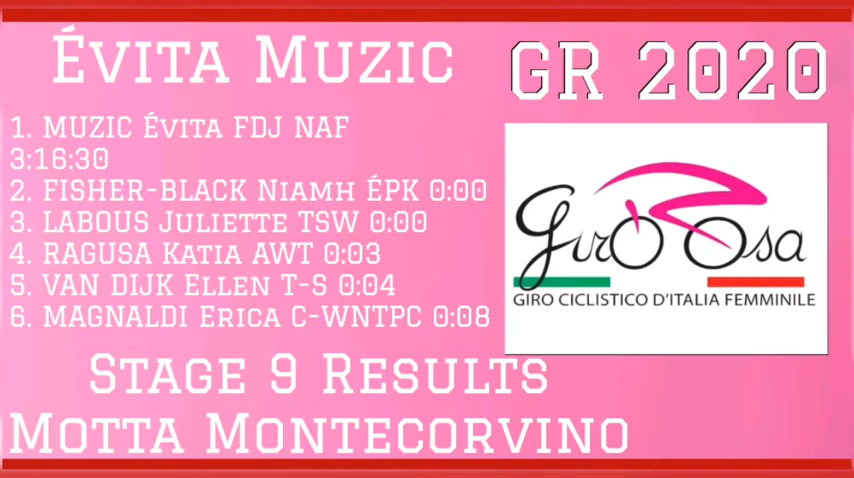 Évita Muzic
GR 2020
1. MUZIC Évita FDJ NAF
3:16:30
2. FISHER-BLACK Niamh ÉPK 0:00
3. LABOUS Juliette TSW 0:00
4. RAGUSA Katia AWT 0:03
5. VAN DIJK Ellen T-S 0:04
6. MAGNALDI Erica C-WNTPC 0:08
giro Rosa
GIRO CICLISTICO D'ITALIA FEMMINILE
Stage 9 Results
Motta Montecorvino